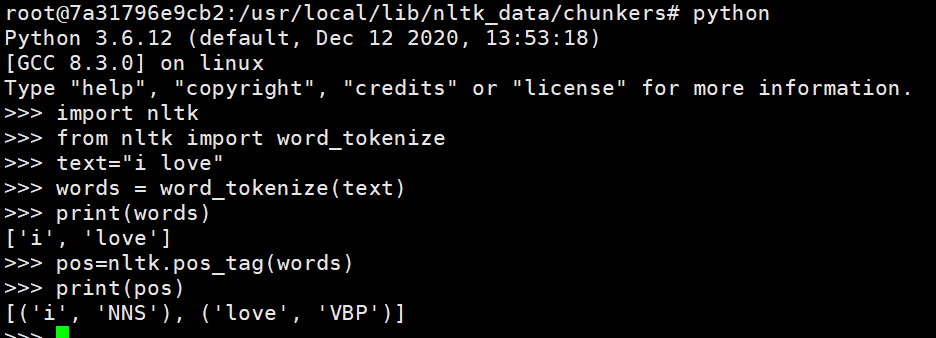 root@7a31796e9cb2:/usr/local/lib/nltk_data/chunkers# python
Python 3.6.12 (default, Dec 12 2020, 13:53:18)
[GCC 8.3.0] on linux
Type "help", "copyright", "credits" or "license" for more information.
>>> import nltk
>>> from nltk import word_tokenize
>>> text="i love"
>>> words = word_tokenize(text)
>>> print(words)
['i', 'love']
>>> pos=nltk.pos_tag(words)
>>> print(pos)
[('i', 'NNS'), ('love', 'VBP')]
>>>